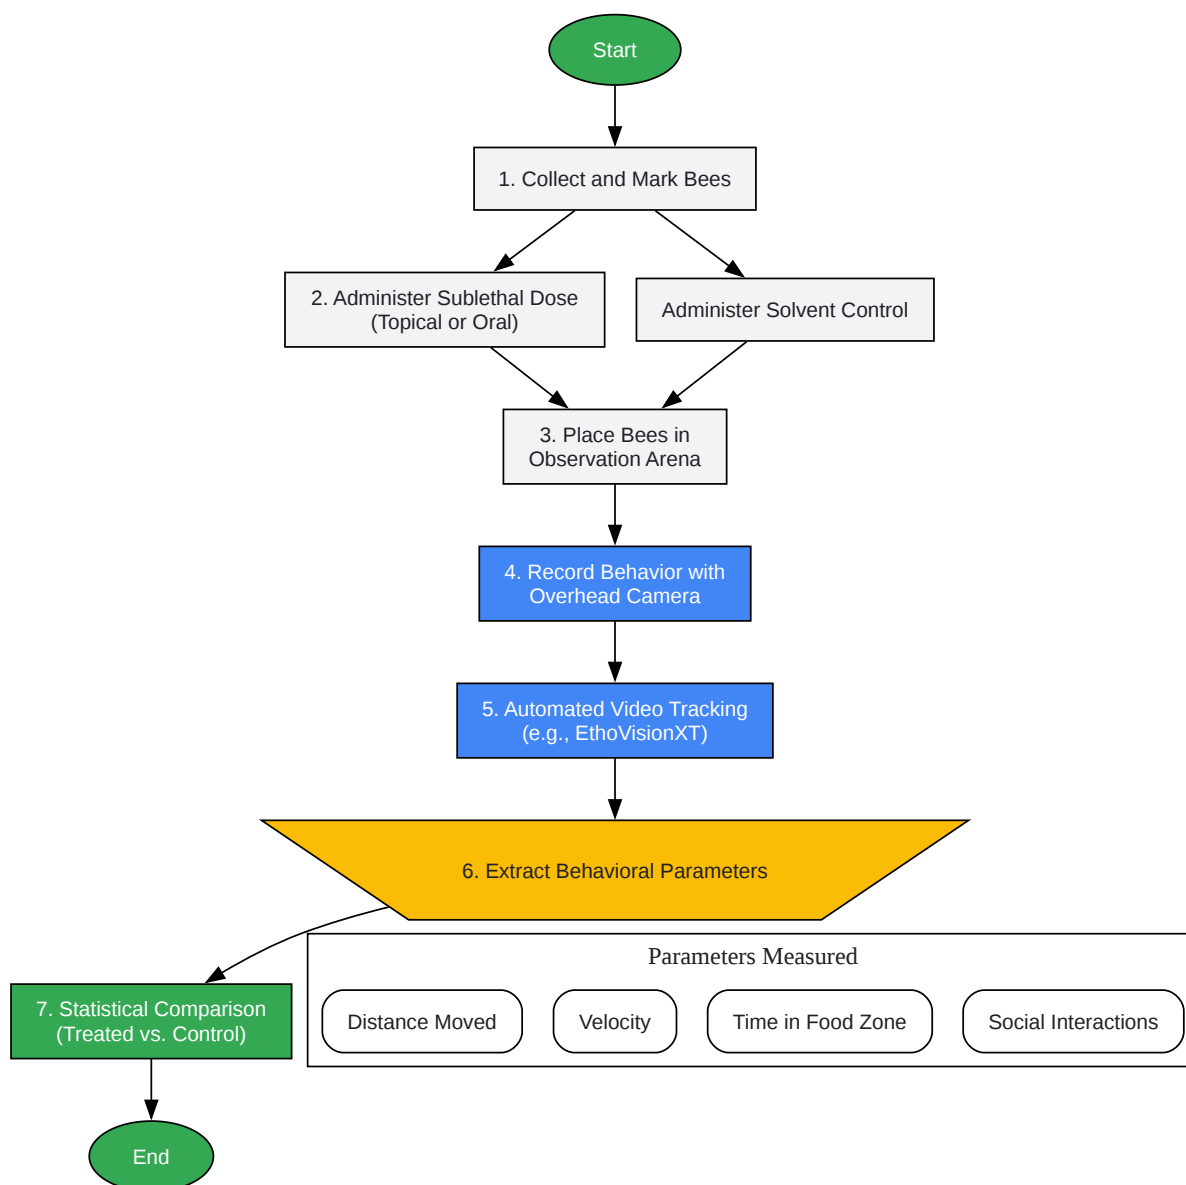 Start
1. Collect and Mark Bees
2. Administer Sublethal Dose
(Topical or Oral)
Administer Solvent Control
3. Place Bees in
Observation Arena
4. Record Behavior with
Overhead Camera
5. Automated Video Tracking
(e.g., EthoVisionXT)
6. Extract Behavioral Parameters
Parameters Measured
Distance Moved
Velocity
Time in Food Zone
Social Interactions
7. Statistical Comparison
(Treated vs. Control)
End